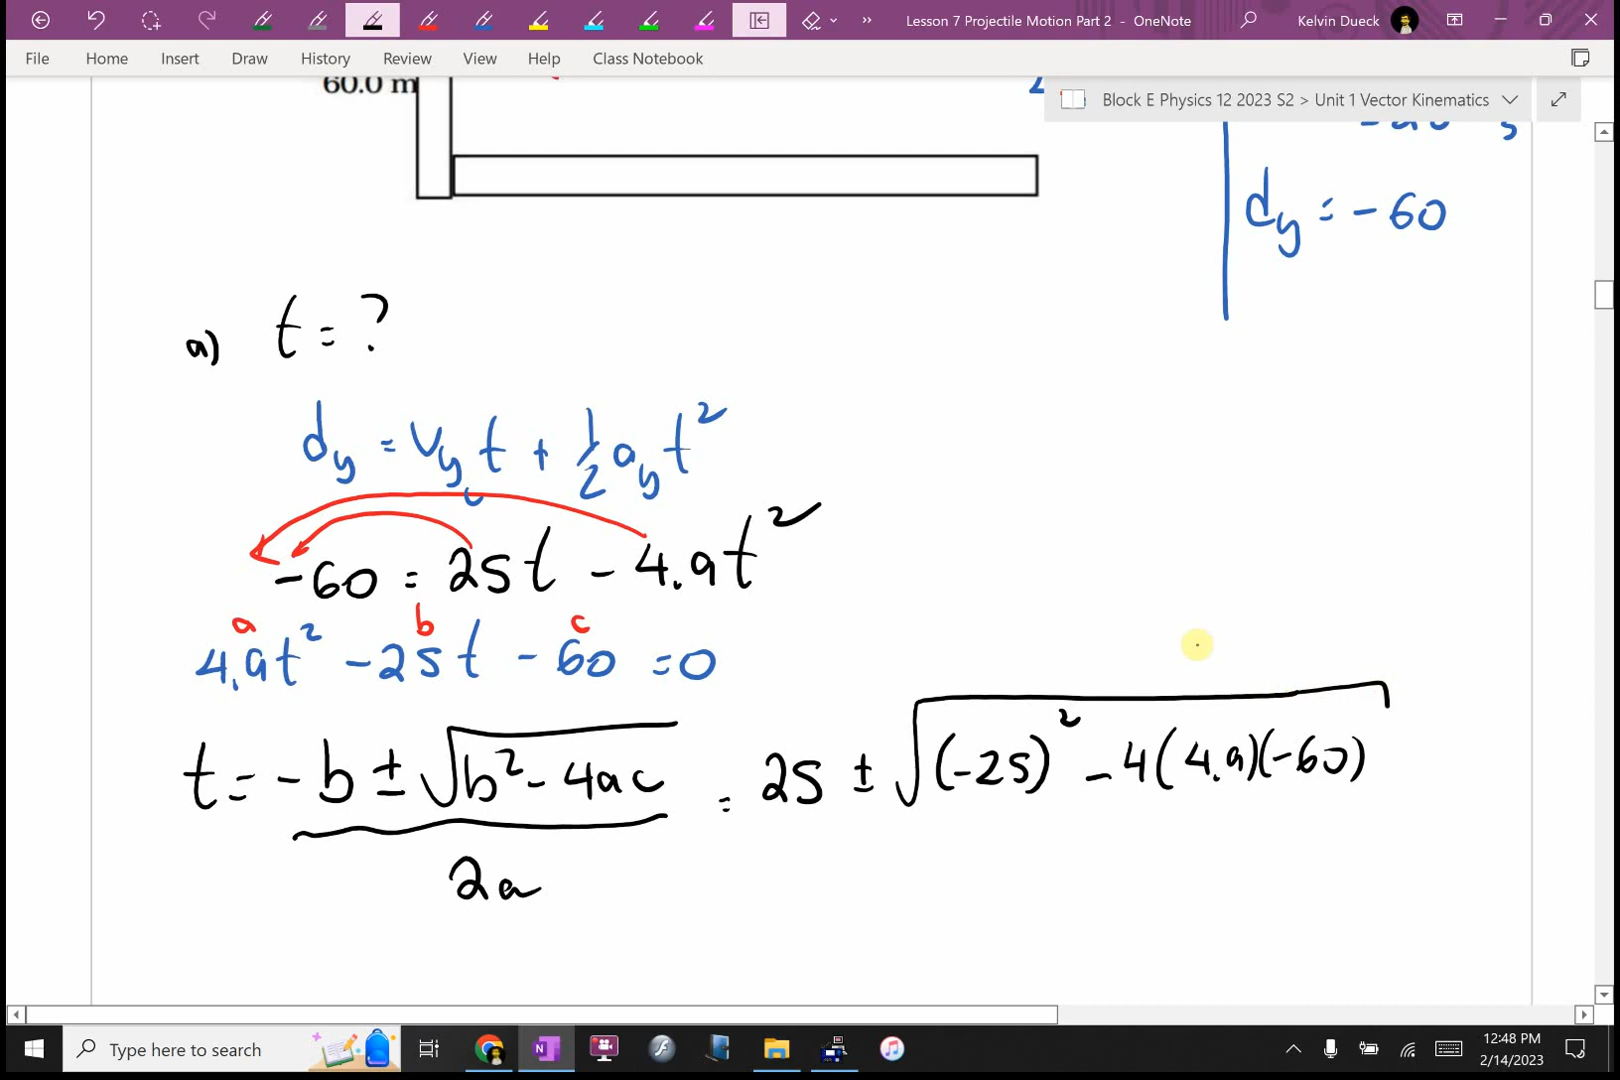 Lesson 7 Projectile Motion Part 2 - OneNote
Kelvin Dueck
File Home Insert Draw History Review View Help Class Notebook
60.0 m
Block E Physics 12 2023 S2 > Unit 1 Vector Kinematics
dy = -60
a) t = ?
dy = Vyo t + 1/2 ay t²
-60 = 25t - 4.9t²
a b c
4.9t² - 25t - 60 = 0
t = -b ± √b² - 4ac / 2a = 25 ± √(-25)² - 4(4.9)(-60)
Type here to search
12:48 PM
2/14/2023